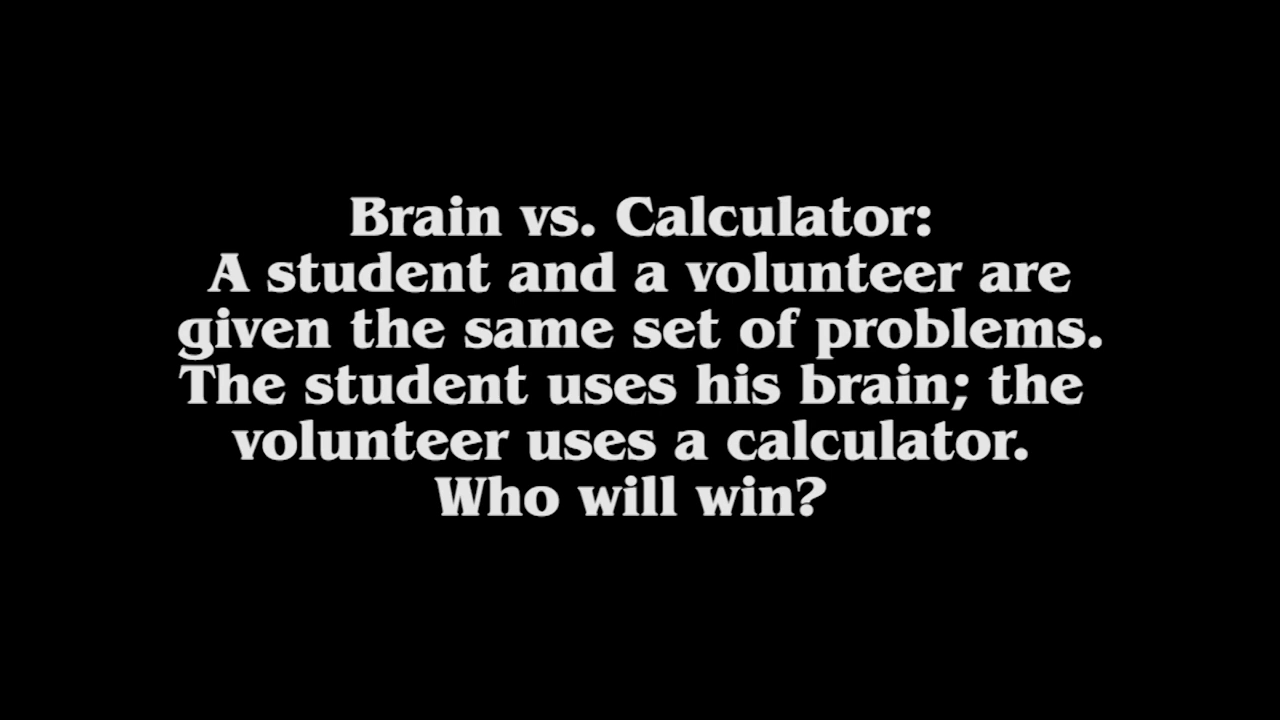 Brain vs. Calculator:
A student and a volunteer are
given the same set of problems.
The student uses his brain; the
volunteer uses a calculator.
Who will win?